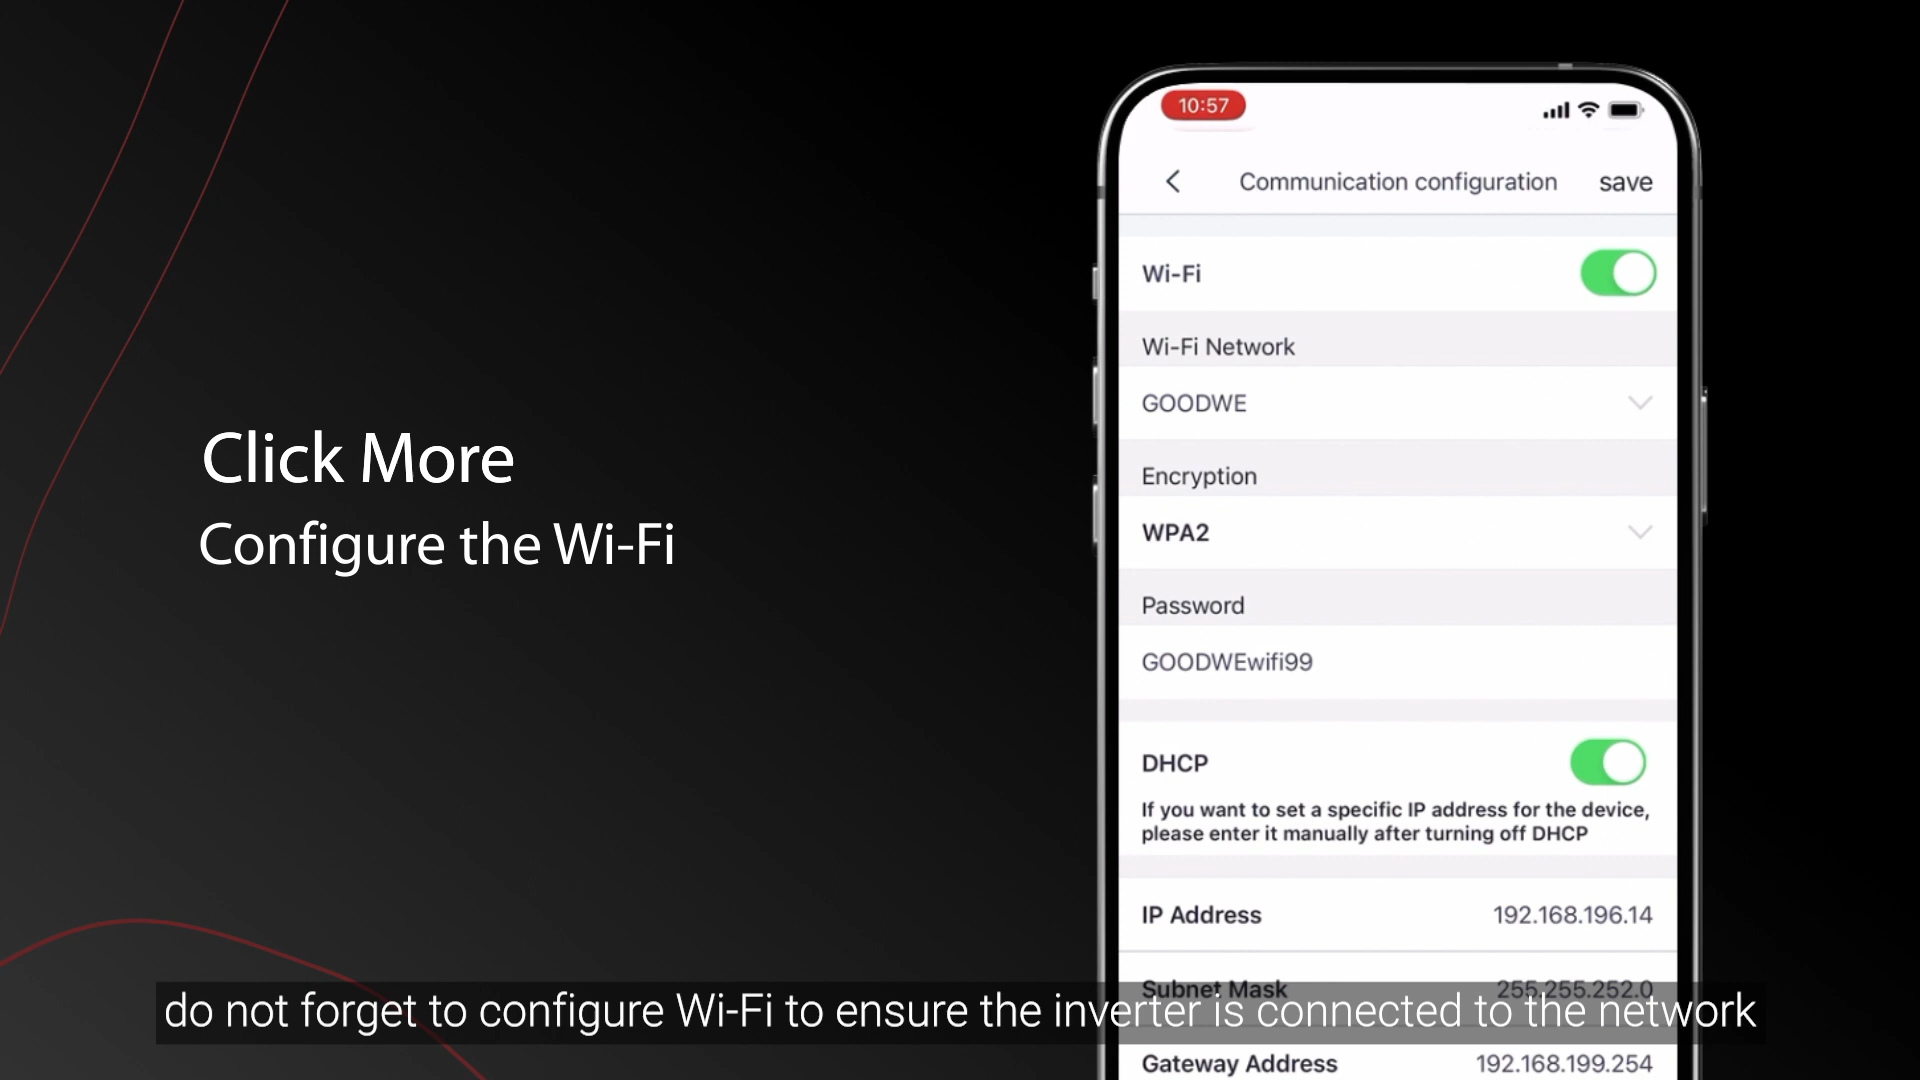 Click More
Configure the Wi-Fi
10:57
Communication configuration save
Wi-Fi
Wi-Fi Network
GOODWE
Encryption
WPA2
Password
GOODWEwifi99
DHCP
If you want to set a specific IP address for the device,
please enter it manually after turning off DHCP
IP Address 192.168.196.14
Subnet Mask 255.255.252.0
do not forget to configure Wi-Fi to ensure the inverter is connected to the network
Gateway Address 192.168.199.254